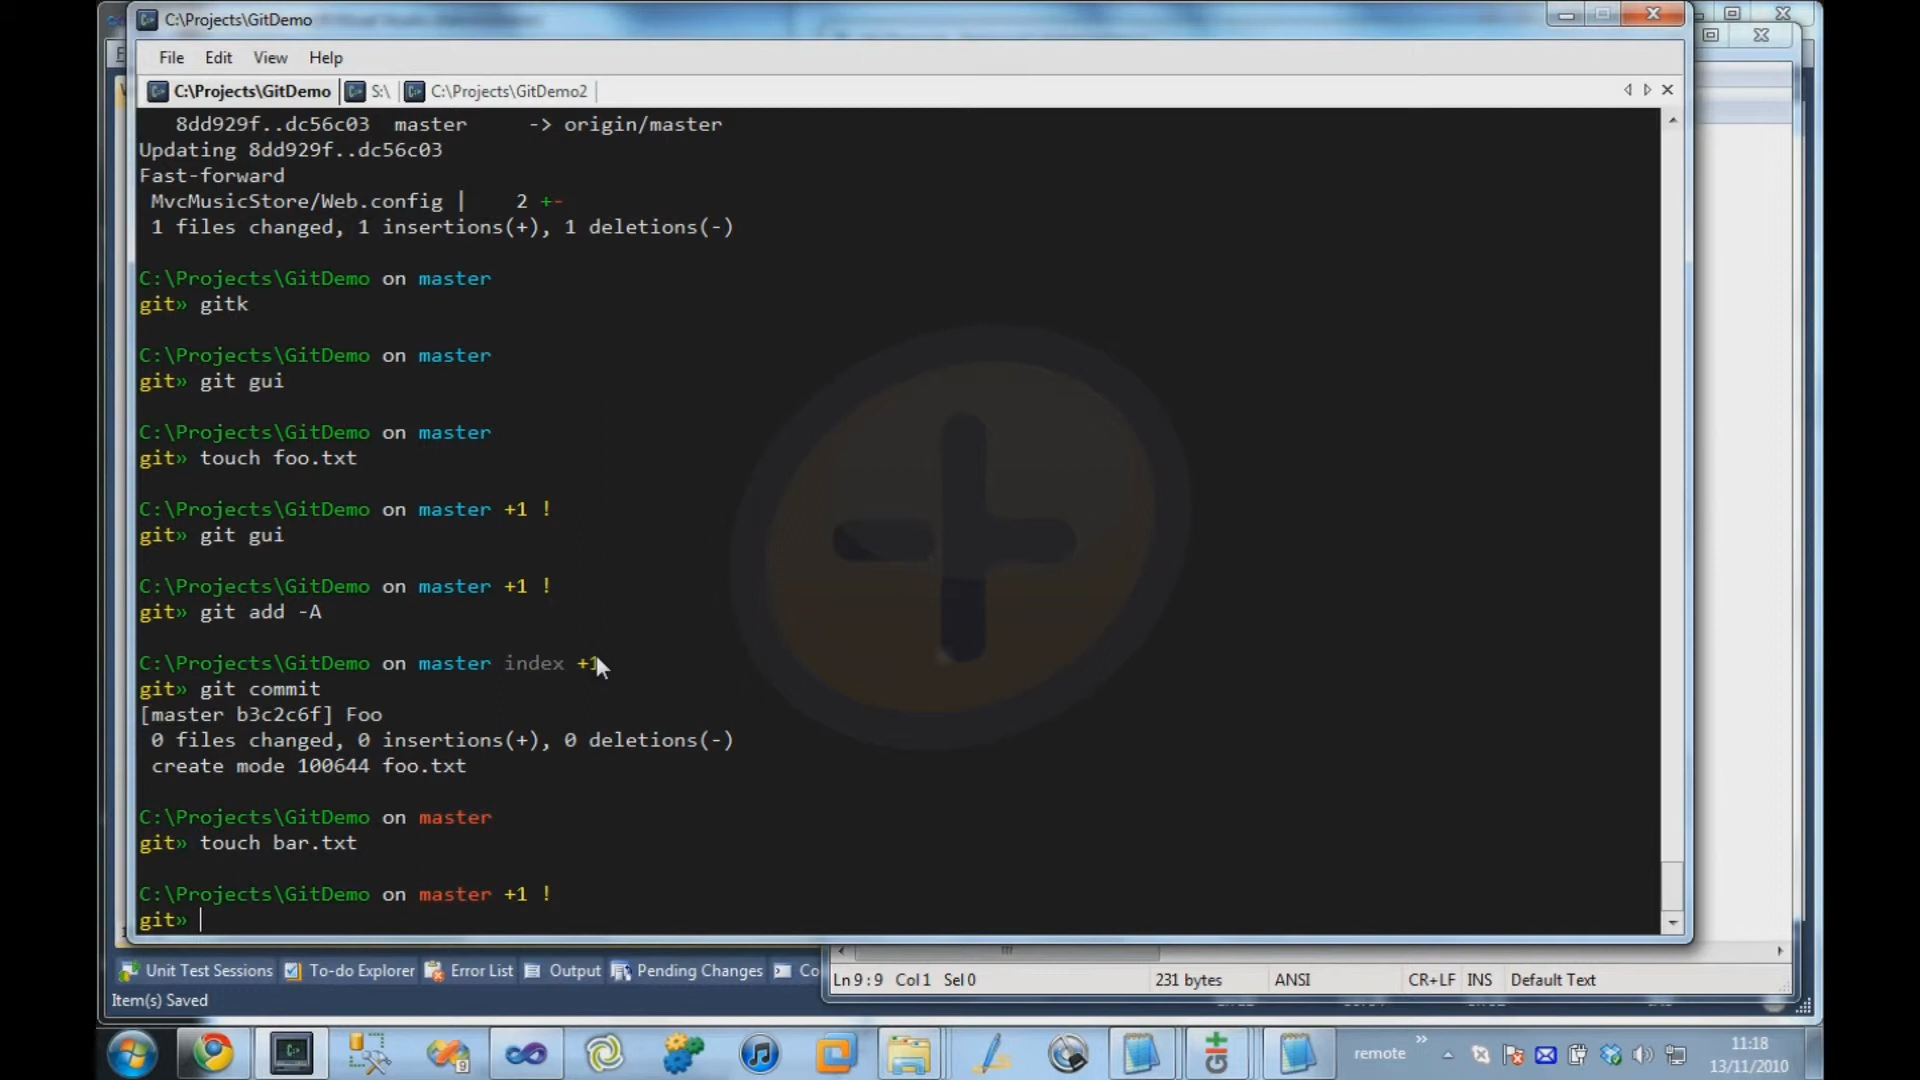 C:\Projects\GitDemo
File Edit View Help
C:\Projects\GitDemo S:\ C:\Projects\GitDemo2
8dd929f..dc56c03 master -> origin/master
Updating 8dd929f..dc56c03
Fast-forward
MvcMusicStore/Web.config | 2 +-
1 files changed, 1 insertions(+), 1 deletions(-)
C:\Projects\GitDemo on master
git» gitk
C:\Projects\GitDemo on master
git» git gui
C:\Projects\GitDemo on master
git» touch foo.txt
C:\Projects\GitDemo on master +1 !
git» git gui
C:\Projects\GitDemo on master +1 !
git» git add -A
C:\Projects\GitDemo on master index +1
git» git commit
[master b3c2c6f] Foo
0 files changed, 0 insertions(+), 0 deletions(-)
create mode 100644 foo.txt
C:\Projects\GitDemo on master
git» touch bar.txt
C:\Projects\GitDemo on master +1 !
git»
Unit Test Sessions To-do Explorer Error List Output Pending Changes Co
Ln 9 : 9 Col 1 Sel 0 231 bytes ANSI CR+LF INS Default Text
Item(s) Saved
remote »
11:18
13/11/2010